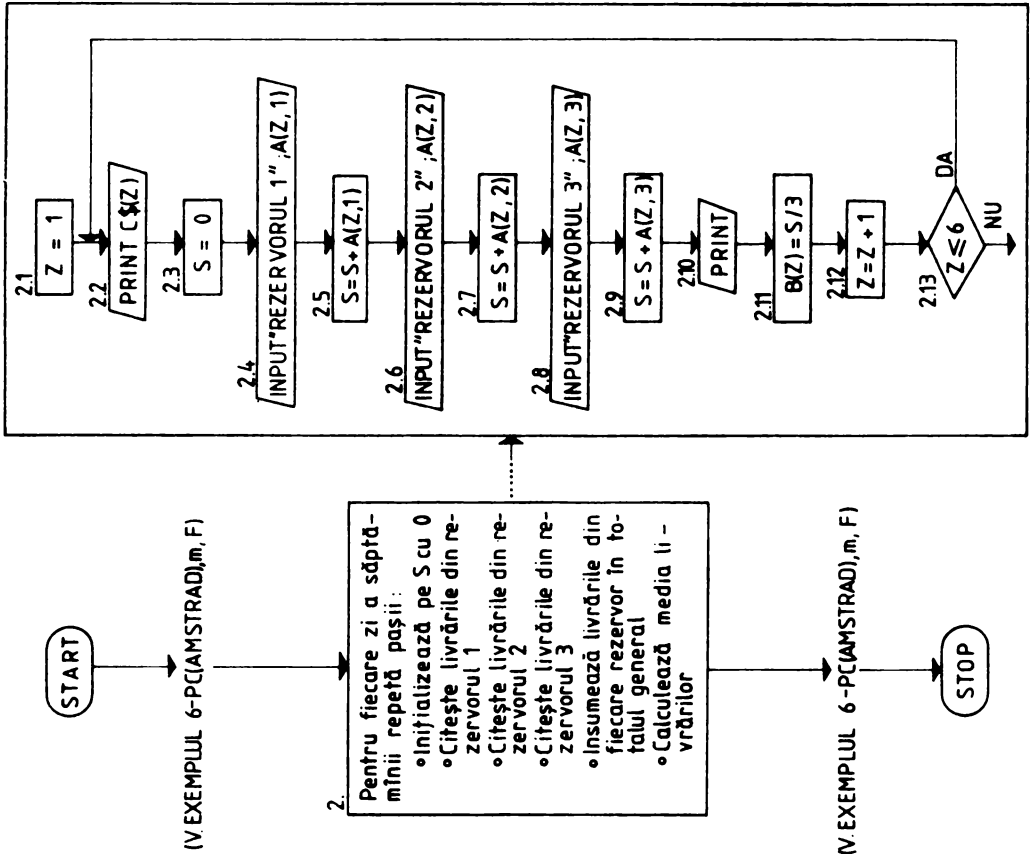 START
(V. EXEMPLUL 6-PC(AMSTRAD),m, F)
2.
Pentru fiecare zi a săptă-
mînii repetă pașii:
• Inițializează pe S cu 0
• Citește livrările din re-
zervorul 1
• Citește livrările din re-
zervorul 2
• Citește livrările din re-
zervorul 3
• Insumează livrările din
fiecare rezervor în to-
talul general
• Calculează media li-
vrărilor
(V. EXEMPLUL 6-PC(AMSTRAD), m, F)
STOP
2.1
Z = 1
2.2
PRINT C$(Z)
2.3
S = 0
2.4
INPUT"REZERVORUL 1" ;A(Z, 1)
2.5
S=S+A(Z,1)
2.6
INPUT"REZERVORUL 2" ;A(Z, 2)
2.7
S=S+A(Z, 2)
2.8
INPUT"REZERVORUL 3" ;A(Z, 3)
2.9
S=S+A(Z, 3)
2.10
PRINT
2.11
B(Z)=S/3
2.12
Z=Z+1
2.13
Z≤6
DA
NU